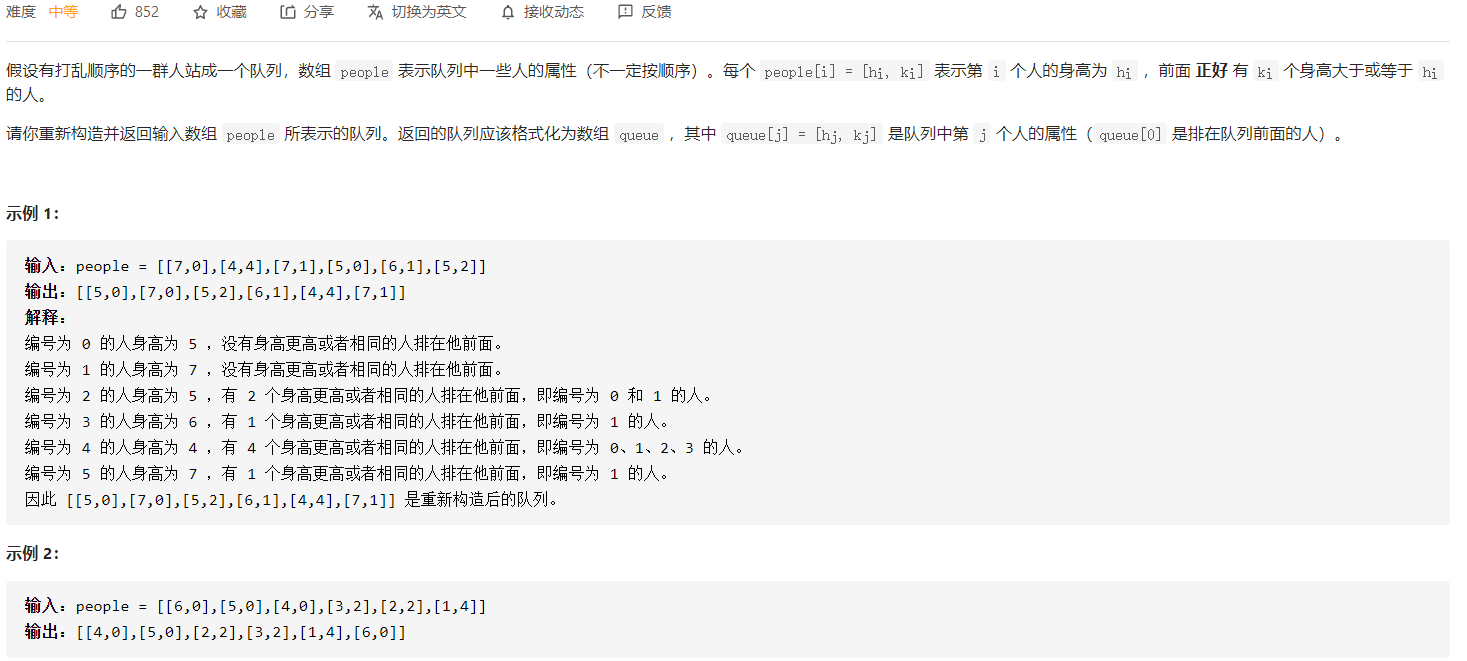 难度 中等 852 收藏 分享 切换为英文 接收动态 反馈
假设有打乱顺序的一群人站成一个队列，数组 people 表示队列中一些人的属性（不一定按顺序）。每个 people[i] = [hi, ki] 表示第 i 个人的身高为 hi ，前面 正好 有 ki 个身高大于或等于 hi
的人。
请你重新构造并返回输入数组 people 所表示的队列。返回的队列应该格式化为数组 queue ，其中 queue[j] = [hj, kj] 是队列中第 j 个人的属性（queue[0] 是排在队列前面的人）。
示例 1：
输入：people = [[7,0],[4,4],[7,1],[5,0],[6,1],[5,2]]
输出：[[5,0],[7,0],[5,2],[6,1],[4,4],[7,1]]
解释：
编号为 0 的人身高为 5 ，没有身高更高或者相同的人排在他前面。
编号为 1 的人身高为 7 ，没有身高更高或者相同的人排在他前面。
编号为 2 的人身高为 5 ，有 2 个身高更高或者相同的人排在他前面，即编号为 0 和 1 的人。
编号为 3 的人身高为 6 ，有 1 个身高更高或者相同的人排在他前面，即编号为 1 的人。
编号为 4 的人身高为 4 ，有 4 个身高更高或者相同的人排在他前面，即编号为 0、1、2、3 的人。
编号为 5 的人身高为 7 ，有 1 个身高更高或者相同的人排在他前面，即编号为 1 的人。
因此 [[5,0],[7,0],[5,2],[6,1],[4,4],[7,1]] 是重新构造后的队列。
示例 2：
输入：people = [[6,0],[5,0],[4,0],[3,2],[2,2],[1,4]]
输出：[[4,0],[5,0],[2,2],[3,2],[1,4],[6,0]]